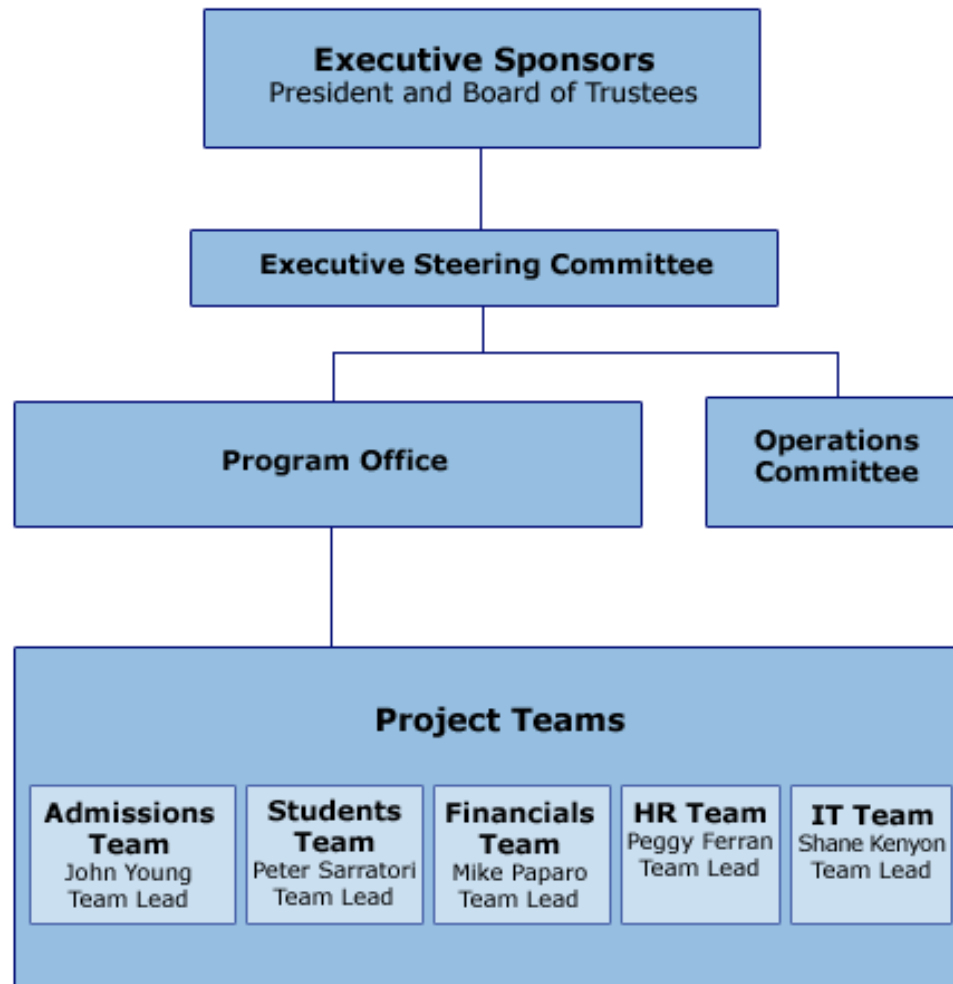 Executive Sponsors
President and Board of Trustees
Executive Steering Committee
Program Office
Operations
Committee
Project Teams
Admissions
Team
John Young
Team Lead
Students
Team
Peter Sarratori
Team Lead
Financials
Team
Mike Paparo
Team Lead
HR Team
Peggy Ferran
Team Lead
IT Team
Shane Kenyon
Team Lead